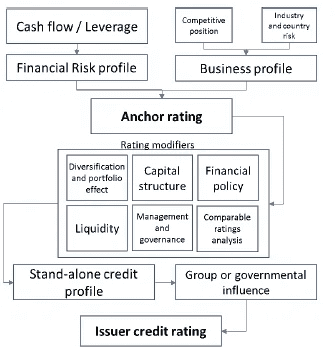 Cash flow / Leverage
Competitive
position
Industry
and country
risk
Financial Risk profile
Business profile
Anchor rating
Rating modifiers
Diversification
and portfolio
effect
Capital
structure
Financial
policy
Liquidity
Management
and
governance
Comparable
ratings
analysis
Stand-alone credit
profile
Group or governmental
influence
Issuer credit rating